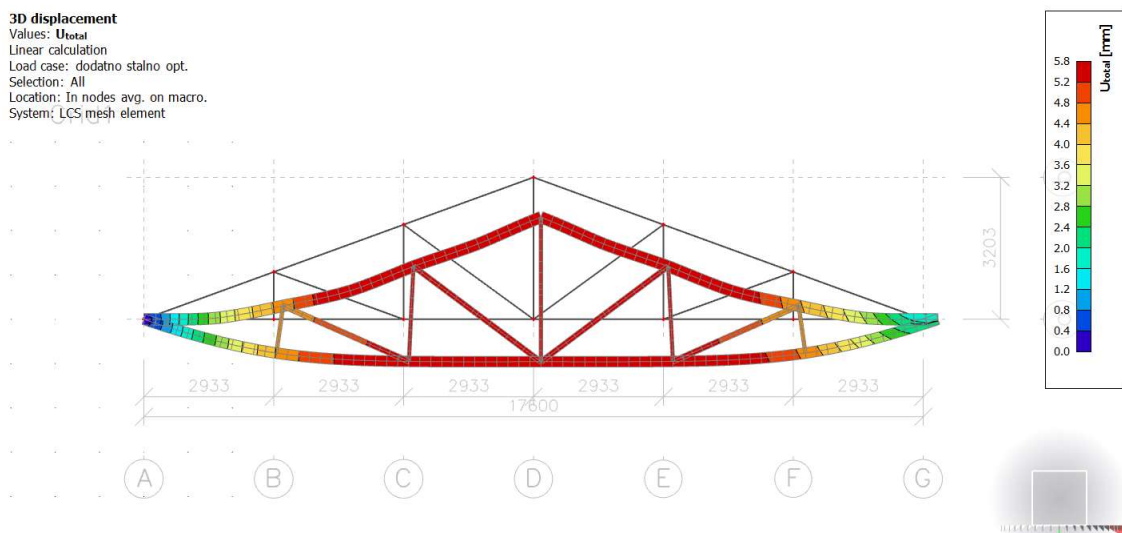 3D displacement
Values: Utotal
Linear calculation
Load case: dodatno stalno opt.
Selection: All
Location: In nodes avg. on macro.
System: LCS mesh element
Utotal [mm]
5.8
5.2
4.8
4.4
4.0
3.6
3.2
2.8
2.4
2.0
1.6
1.2
0.8
0.4
0.0
3203
2933 2933 2933 2933 2933 2933
17600
A B C D E F G